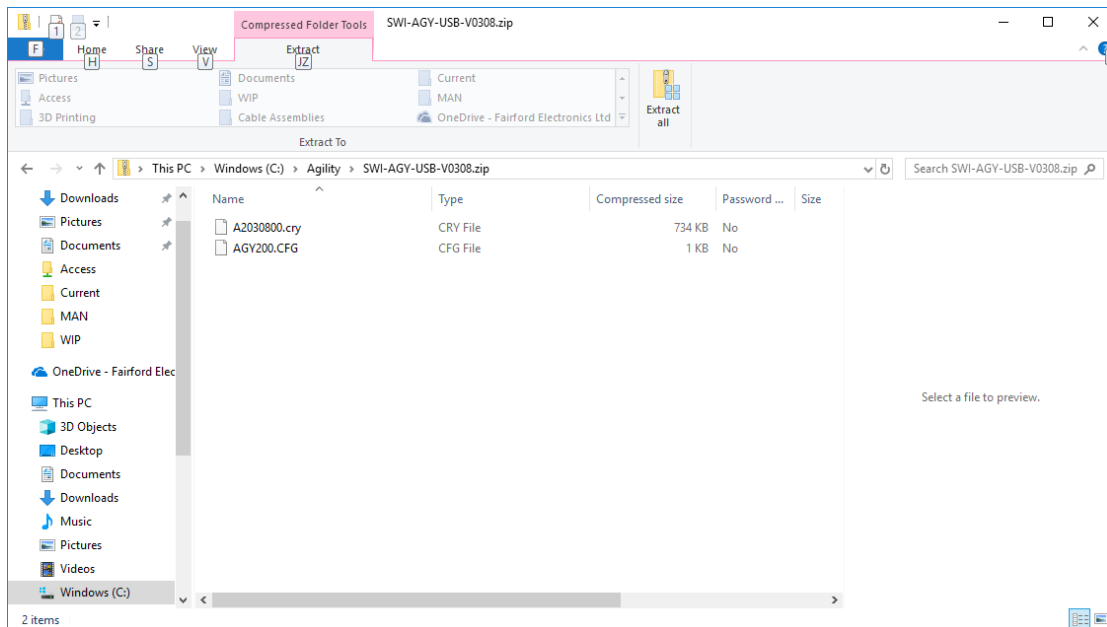 Compressed Folder Tools SWI-AGY-USB-V0308.zip
1 2
F Home Share View Extract
H S V JZ
Pictures Documents Current
Access WIP MAN
3D Printing Cable Assemblies OneDrive - Fairford Electronics Ltd
Extract all
Extract To
This PC > Windows (C:) > Agility > SWI-AGY-USB-V0308.zip
Search SWI-AGY-USB-V0308.zip
Downloads
Pictures
Documents
Access
Current
MAN
WIP
OneDrive - Fairford Elec
This PC
3D Objects
Desktop
Documents
Downloads
Music
Pictures
Videos
Windows (C:)
Name Type Compressed size Password ... Size
A2030800.cry CRY File 734 KB No
AGY200.CFG CFG File 1 KB No
Select a file to preview.
2 items